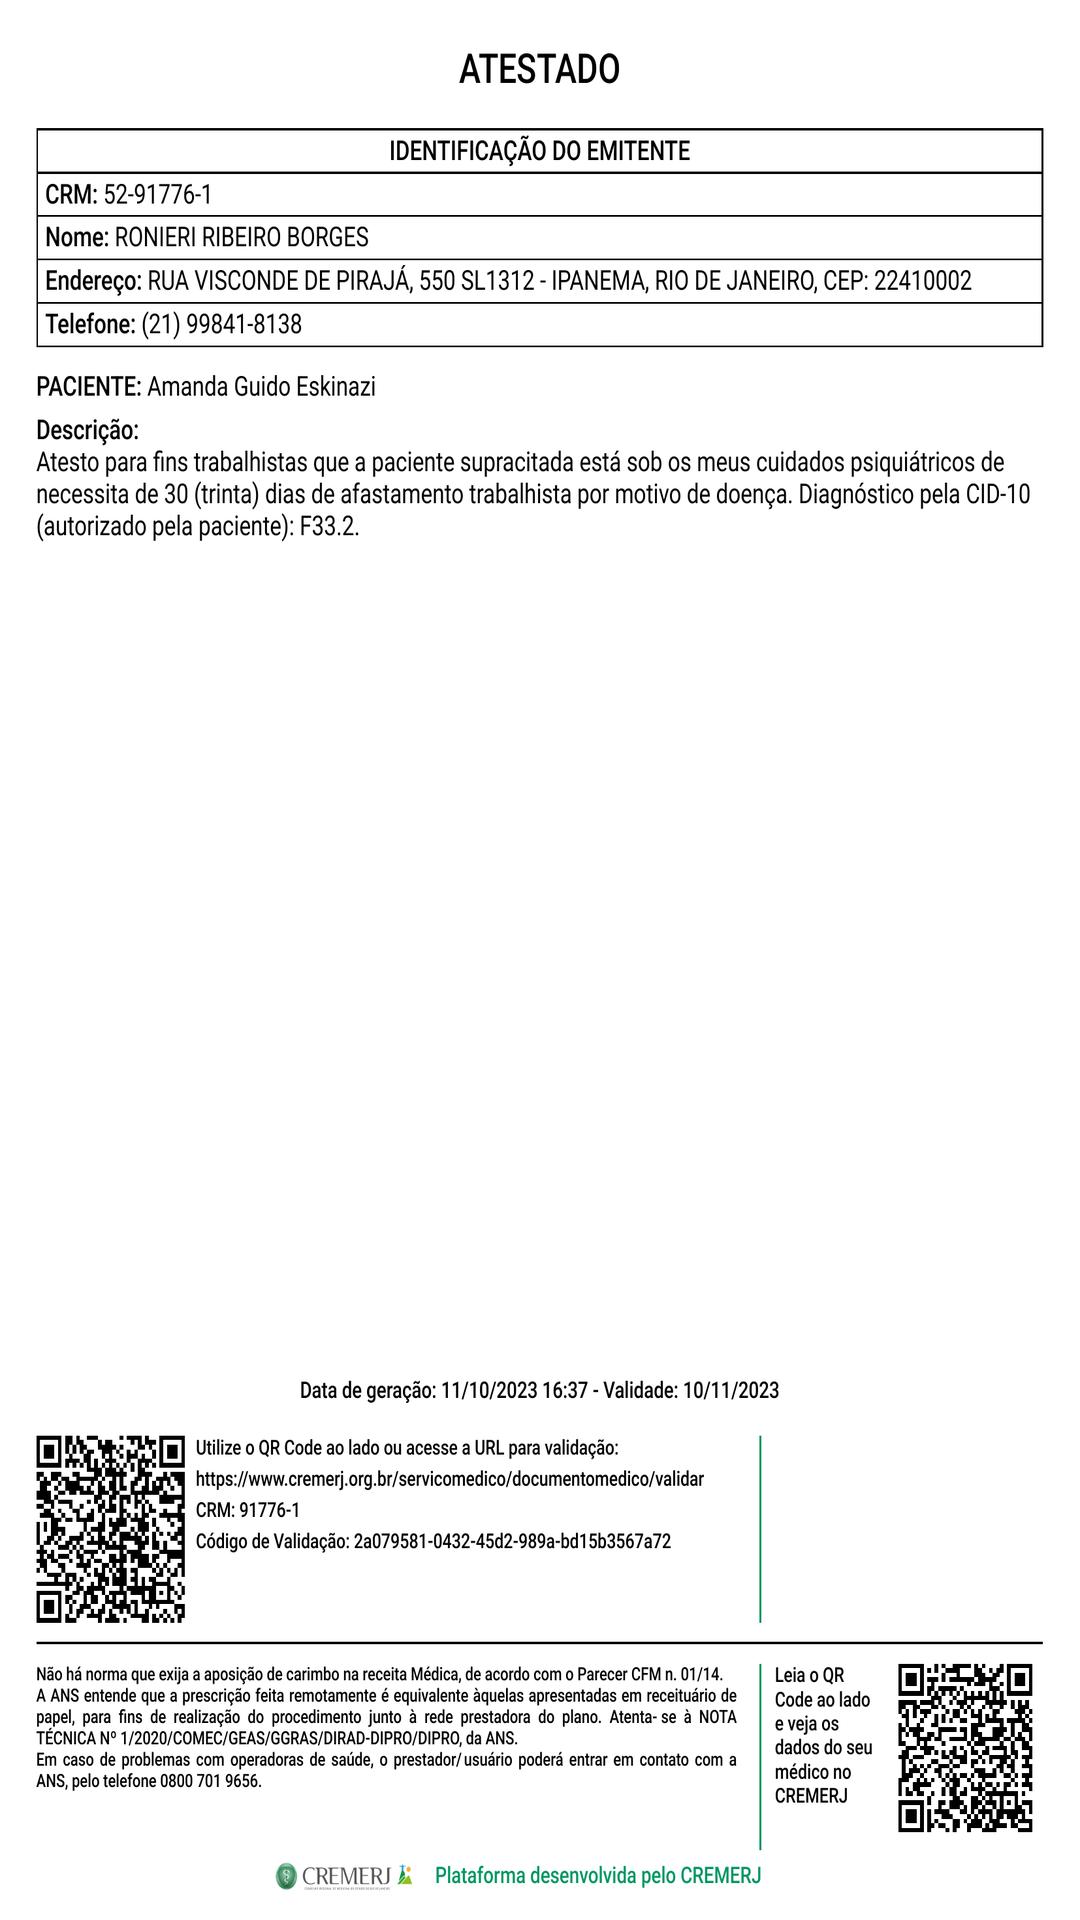 ATESTADO
IDENTIFICAÇÃO DO EMITENTE
CRM: 52-91776-1
Nome: RONIERI RIBEIRO BORGES
Endereço: RUA VISCONDE DE PIRAJÁ, 550 SL1312 - IPANEMA, RIO DE JANEIRO, CEP: 22410002
Telefone: (21) 99841-8138
PACIENTE: Amanda Guido Eskinazi
Descrição:
Atesto para fins trabalhistas que a paciente supracitada está sob os meus cuidados psiquiátricos de
necessita de 30 (trinta) dias de afastamento trabalhista por motivo de doença. Diagnóstico pela CID-10
(autorizado pela paciente): F33.2.
Data de geração: 11/10/2023 16:37 - Validade: 10/11/2023
Utilize o QR Code ao lado ou acesse a URL para validação:
https://www.cremerj.org.br/servicomedico/documentomedico/validar
CRM: 91776-1
Código de Validação: 2a079581-0432-45d2-989a-bd15b3567a72
Não há norma que exija a aposição de carimbo na receita Médica, de acordo com o Parecer CFM n. 01/14.
A ANS entende que a prescrição feita remotamente é equivalente àquelas apresentadas em receituário de
papel, para fins de realização do procedimento junto à rede prestadora do plano. Atenta- se à NOTA
TÉCNICA Nº 1/2020/COMEC/GEAS/GGRAS/DIRAD-DIPRO/DIPRO, da ANS.
Em caso de problemas com operadoras de saúde, o prestador/ usuário poderá entrar em contato com a
ANS, pelo telefone 0800 701 9656.
Leia o QR
Code ao lado
e veja os
dados do seu
médico no
CREMERJ
CREMERJ
Plataforma desenvolvida pelo CREMERJ